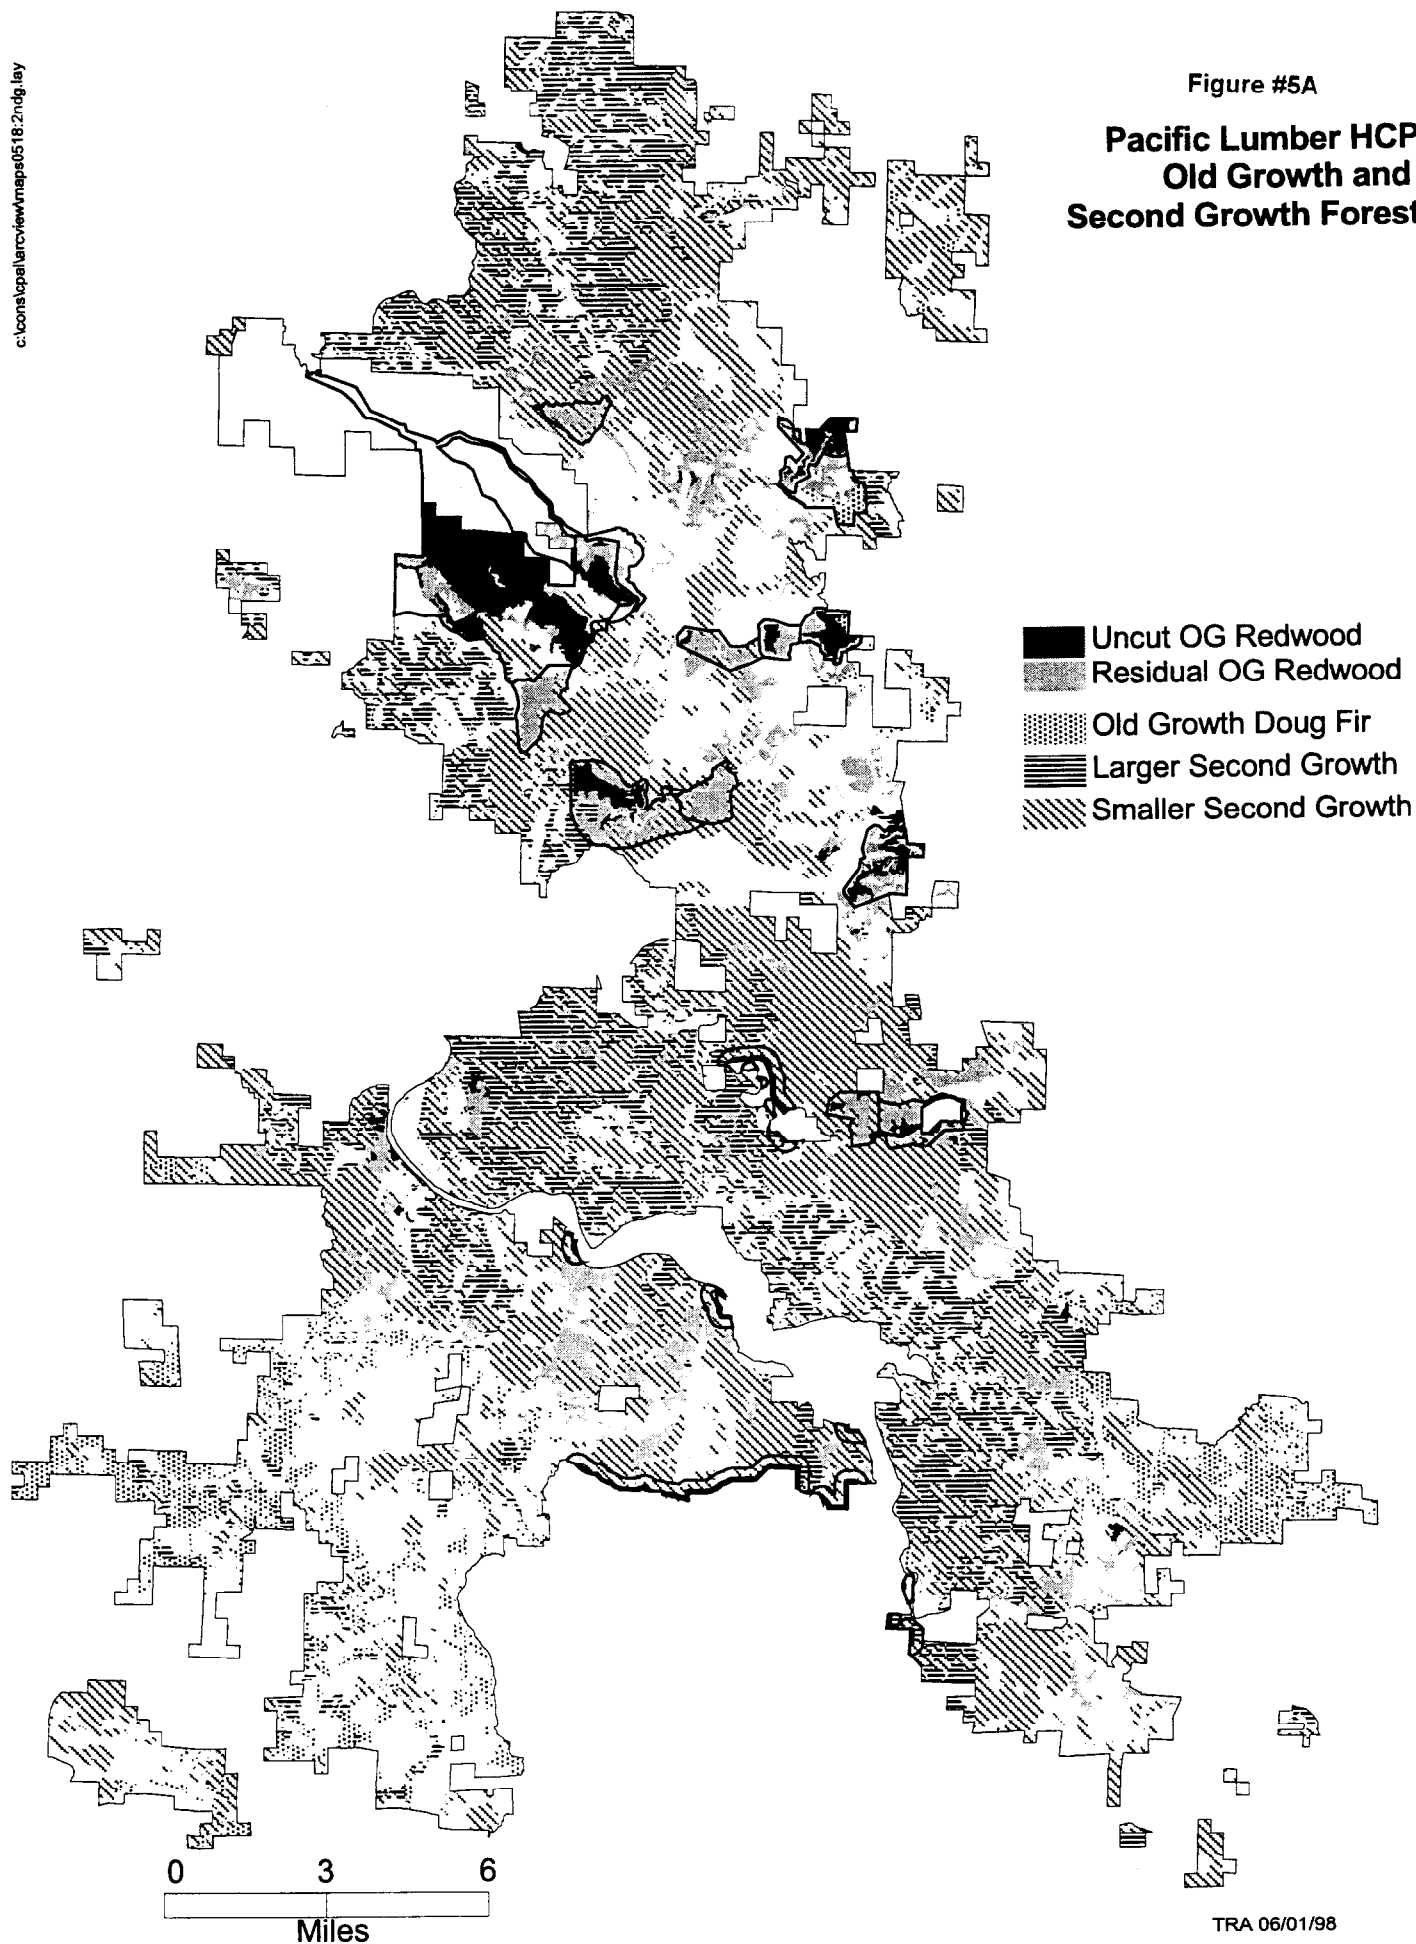 c:\cons\cpal\arcview\maps0518:2ndg.lay
Figure #5A
Pacific Lumber HCP
Old Growth and
Second Growth Forest
Uncut OG Redwood
Residual OG Redwood
Old Growth Doug Fir
Larger Second Growth
Smaller Second Growth
0 3 6
Miles
TRA 06/01/98